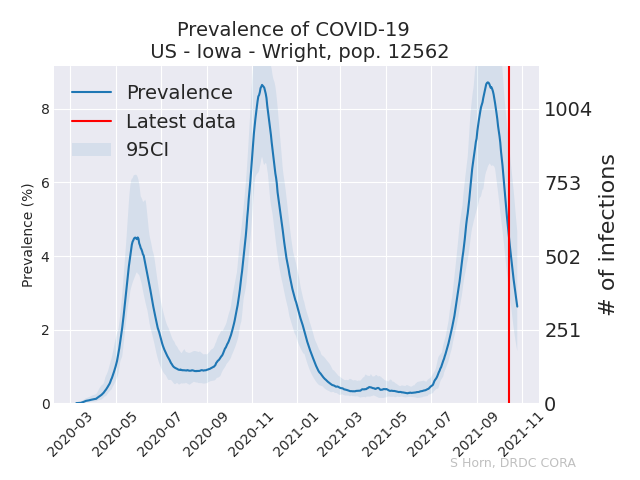 Prevalence of COVID-19
US - Iowa - Wright, pop. 12562
Prevalence
Latest data
95CI
Prevalence (%)
8
6
4
2
0
1004
753
502
251
0
# of infections
2020-03
2020-05
2020-07
2020-09
2020-11
2021-01
2021-03
2021-05
2021-07
2021-09
2021-11
S Horn, DRDC CORA